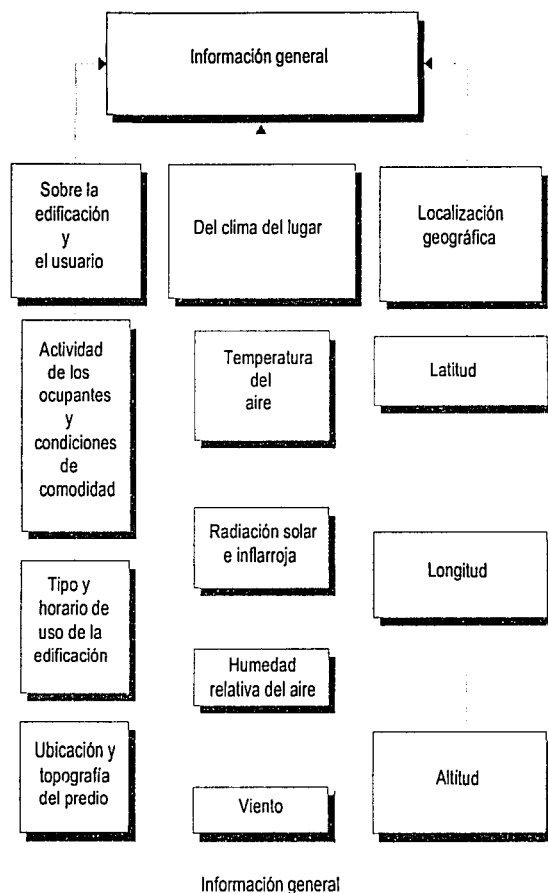 Información general
Sobre la
edificación
y
el usuario
Del clima del lugar
Localización
geográfica
Actividad
de los
ocupantes
y
condiciones
de
comodidad
Temperatura
del
aire
Latitud
Radiación solar
e inflarroja
Longitud
Tipo y
horario de
uso de la
edificación
Humedad
relativa del aire
Ubicación y
topografía
del predio
Viento
Altítud
Información general